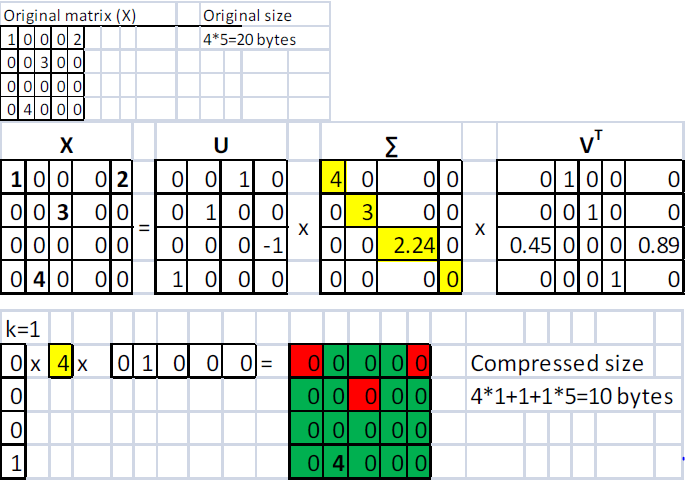 Original matrix (X) Original size
1 0 0 0 2 4*5=20 bytes
0 0 3 0 0
0 0 0 0 0
0 4 0 0 0
X U ∑ V^T
1 0 0 0 2 0 0 1 0 4 0 0 0 0 1 0 0 0
0 0 3 0 0 = 0 1 0 0 x 0 3 0 0 x 0 0 1 0 0
0 0 0 0 0 0 0 0 -1 0 0 2.24 0 0.45 0 0 0 0.89
0 4 0 0 0 1 0 0 0 0 0 0 0 0 0 0 1 0
k=1
0 x 4 x 0 1 0 0 0 = 0 0 0 0 0 Compressed size
0 0 0 0 0 0 4*1+1+1*5=10 bytes
0 0 0 0 0 0
1 0 4 0 0 0